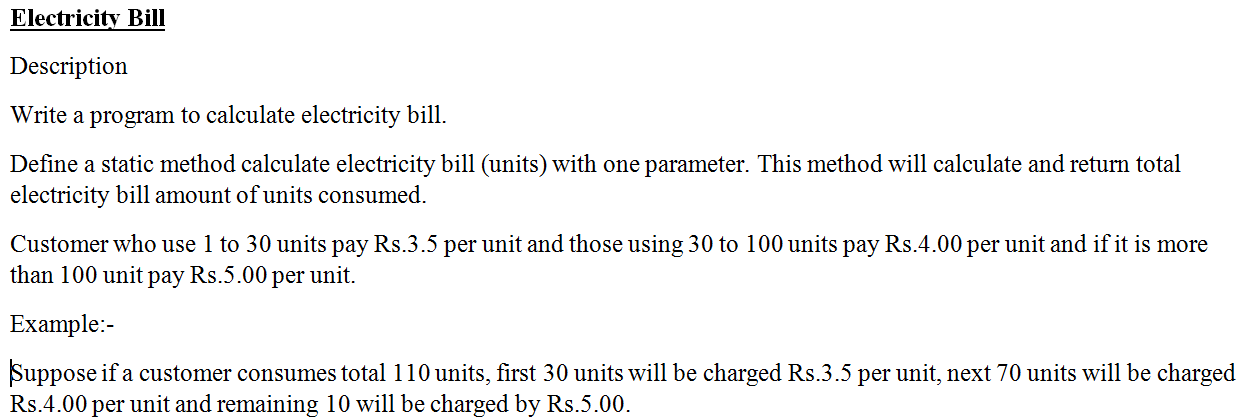 Electricity Bill
Description
Write a program to calculate electricity bill.
Define a static method calculate electricity bill (units) with one parameter. This method will calculate and return total
electricity bill amount of units consumed.
Customer who use 1 to 30 units pay Rs.3.5 per unit and those using 30 to 100 units pay Rs.4.00 per unit and if it is more
than 100 unit pay Rs.5.00 per unit.
Example:-
Suppose if a customer consumes total 110 units, first 30 units will be charged Rs.3.5 per unit, next 70 units will be charged
Rs.4.00 per unit and remaining 10 will be charged by Rs.5.00.